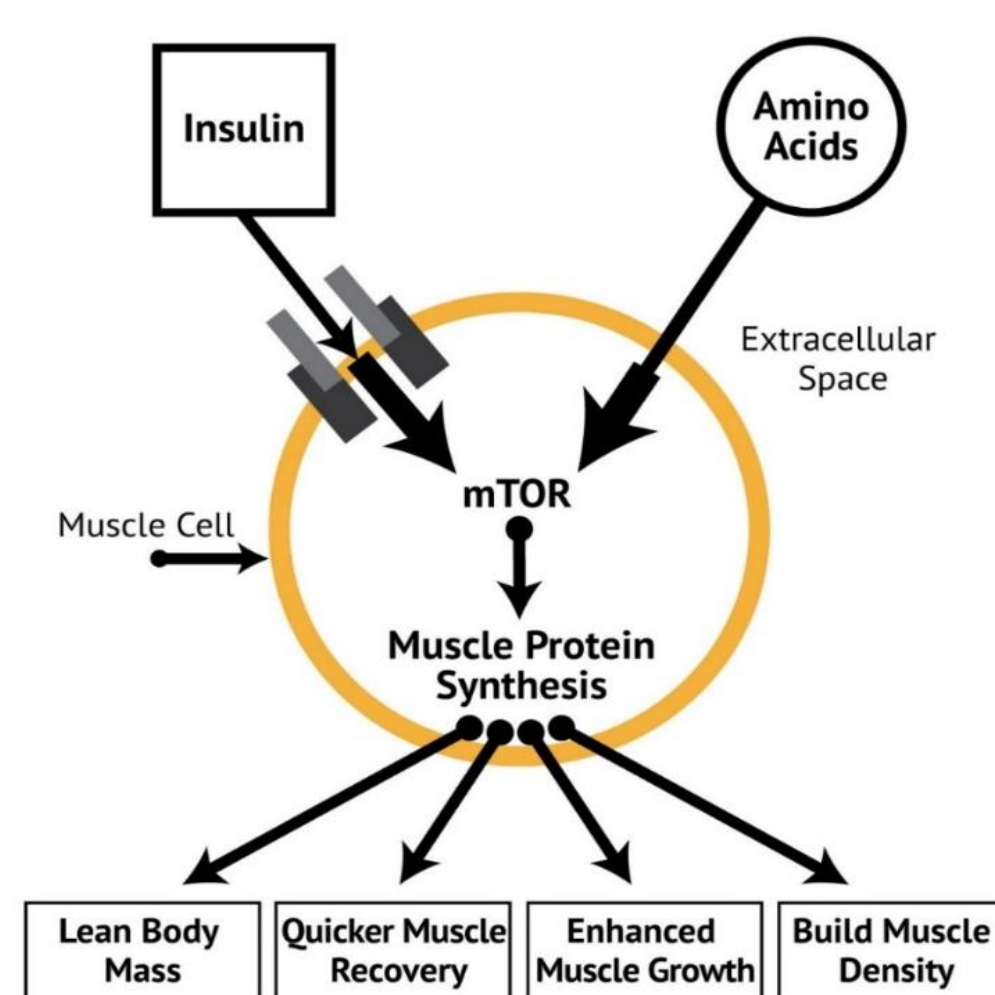 Insulin
Amino
Acids
Extracellular
Space
mTOR
Muscle Cell
Muscle Protein
Synthesis
Lean Body
Mass
Quicker Muscle
Recovery
Enhanced
Muscle Growth
Build Muscle
Density